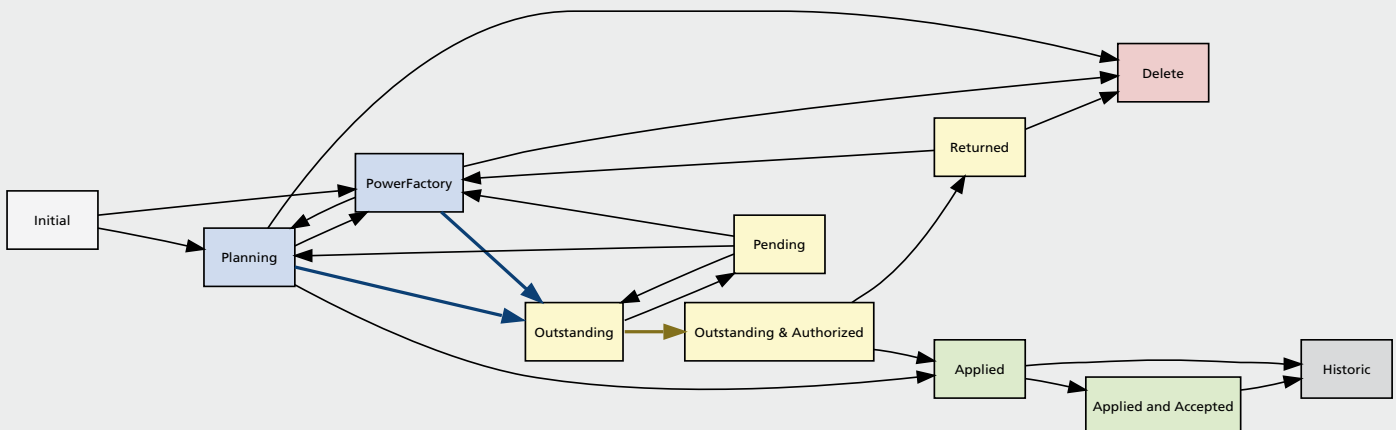 Delete
Returned
PowerFactory
Initial
Planning
Pending
Outstanding
Outstanding & Authorized
Applied
Historic
Applied and Accepted